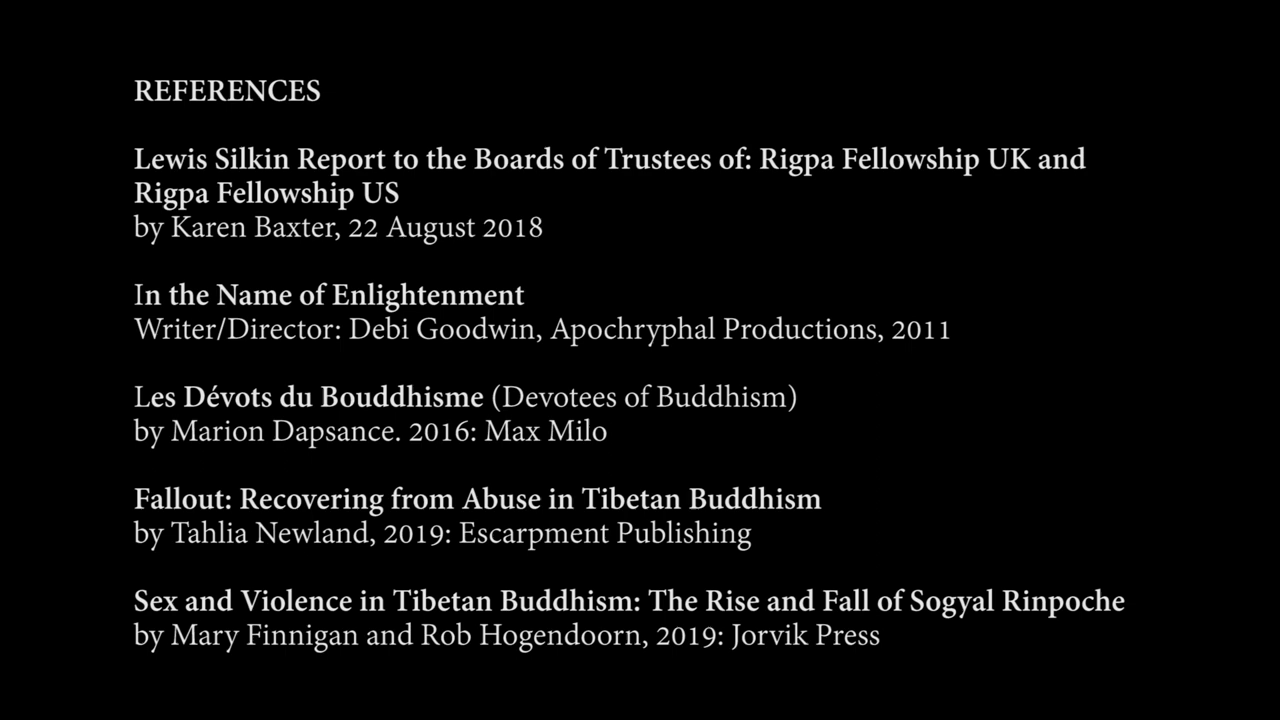 REFERENCES
Lewis Silkin Report to the Boards of Trustees of: Rigpa Fellowship UK and
Rigpa Fellowship US
by Karen Baxter, 22 August 2018
In the Name of Enlightenment
Writer/Director: Debi Goodwin, Apochryphal Productions, 2011
Les Dévots du Bouddhisme (Devotees of Buddhism)
by Marion Dapsance. 2016: Max Milo
Fallout: Recovering from Abuse in Tibetan Buddhism
by Tahlia Newland, 2019: Escarpment Publishing
Sex and Violence in Tibetan Buddhism: The Rise and Fall of Sogyal Rinpoche
by Mary Finnigan and Rob Hogendoorn, 2019: Jorvik Press